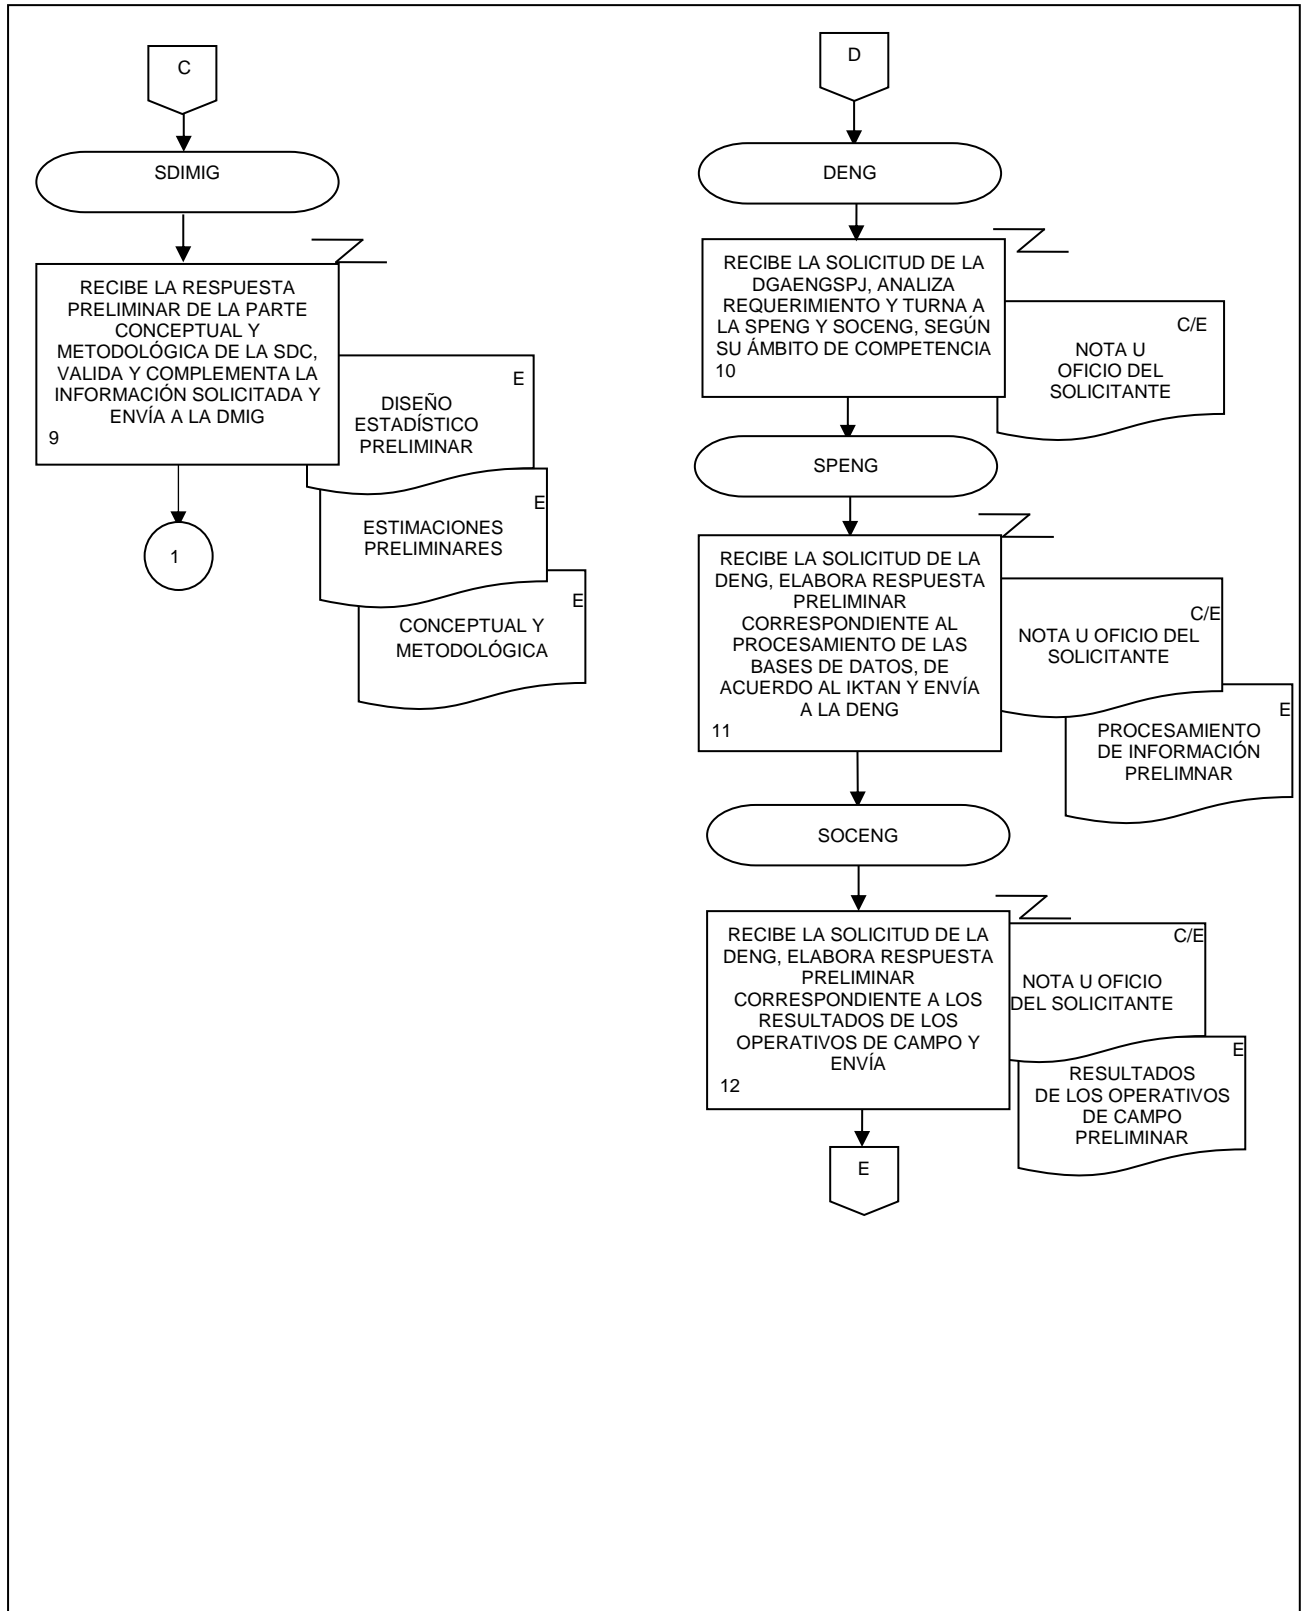 C
SDIMIG
RECIBE LA RESPUESTA
PRELIMINAR DE LA PARTE
CONCEPTUAL Y
METODOLÓGICA DE LA SDC,
VALIDA Y COMPLEMENTA LA
INFORMACIÓN SOLICITADA Y
ENVÍA A LA DMIG
9
E
DISEÑO
ESTADÍSTICO
PRELIMINAR
E
ESTIMACIONES
PRELIMINARES
E
CONCEPTUAL Y
METODOLÓGICA
1
D
DENG
RECIBE LA SOLICITUD DE LA
DGAENGSPJ, ANALIZA
REQUERIMIENTO Y TURNA A
LA SPENG Y SOCENG, SEGÚN
SU ÁMBITO DE COMPETENCIA
10
C/E
NOTA U
OFICIO DEL
SOLICITANTE
SPENG
RECIBE LA SOLICITUD DE LA
DENG, ELABORA RESPUESTA
PRELIMINAR
CORRESPONDIENTE AL
PROCESAMIENTO DE LAS
BASES DE DATOS, DE
ACUERDO AL IKTAN Y ENVÍA
A LA DENG
11
C/E
NOTA U OFICIO DEL
SOLICITANTE
E
PROCESAMIENTO
DE INFORMACIÓN
PRELIMNAR
SOCENG
RECIBE LA SOLICITUD DE LA
DENG, ELABORA RESPUESTA
PRELIMINAR
CORRESPONDIENTE A LOS
RESULTADOS DE LOS
OPERATIVOS DE CAMPO Y
ENVÍA
12
C/E
NOTA U OFICIO
DEL SOLICITANTE
E
RESULTADOS
DE LOS OPERATIVOS
DE CAMPO
PRELIMINAR
E